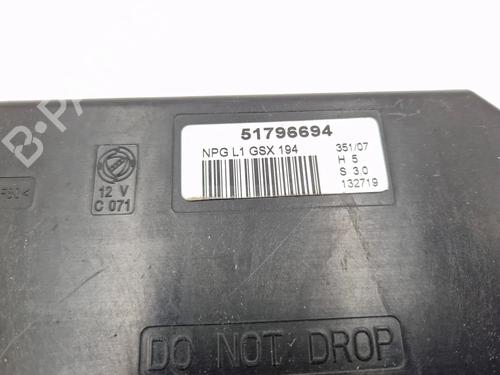 51796694
NPG L1 GSX 194
351/07
H 5
S 3.0
132719
12 V
C 071
DO NOT DROP